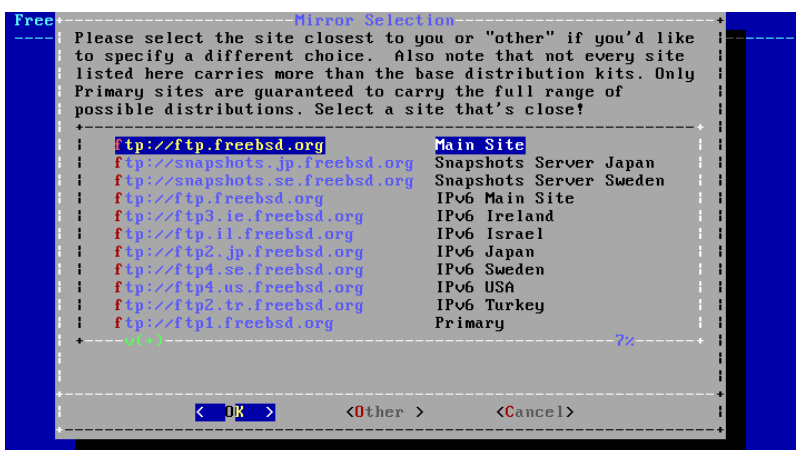 Free
Mirror Selection
Please select the site closest to you or "other" if you'd like
to specify a different choice.  Also note that not every site
listed here carries more than the base distribution kits. Only
Primary sites are guaranteed to carry the full range of
possible distributions. Select a site that's close!
ftp://ftp.freebsd.org Main Site
ftp://snapshots.jp.freebsd.org Snapshots Server Japan
ftp://snapshots.se.freebsd.org Snapshots Server Sweden
ftp://ftp.freebsd.org IPv6 Main Site
ftp://ftp3.ie.freebsd.org IPv6 Ireland
ftp://ftp.il.freebsd.org IPv6 Israel
ftp://ftp2.jp.freebsd.org IPv6 Japan
ftp://ftp4.se.freebsd.org IPv6 Sweden
ftp://ftp4.us.freebsd.org IPv6 USA
ftp://ftp2.tr.freebsd.org IPv6 Turkey
ftp://ftp1.freebsd.org Primary
v(+) 7%
<  OK  > <Other > <Cancel>